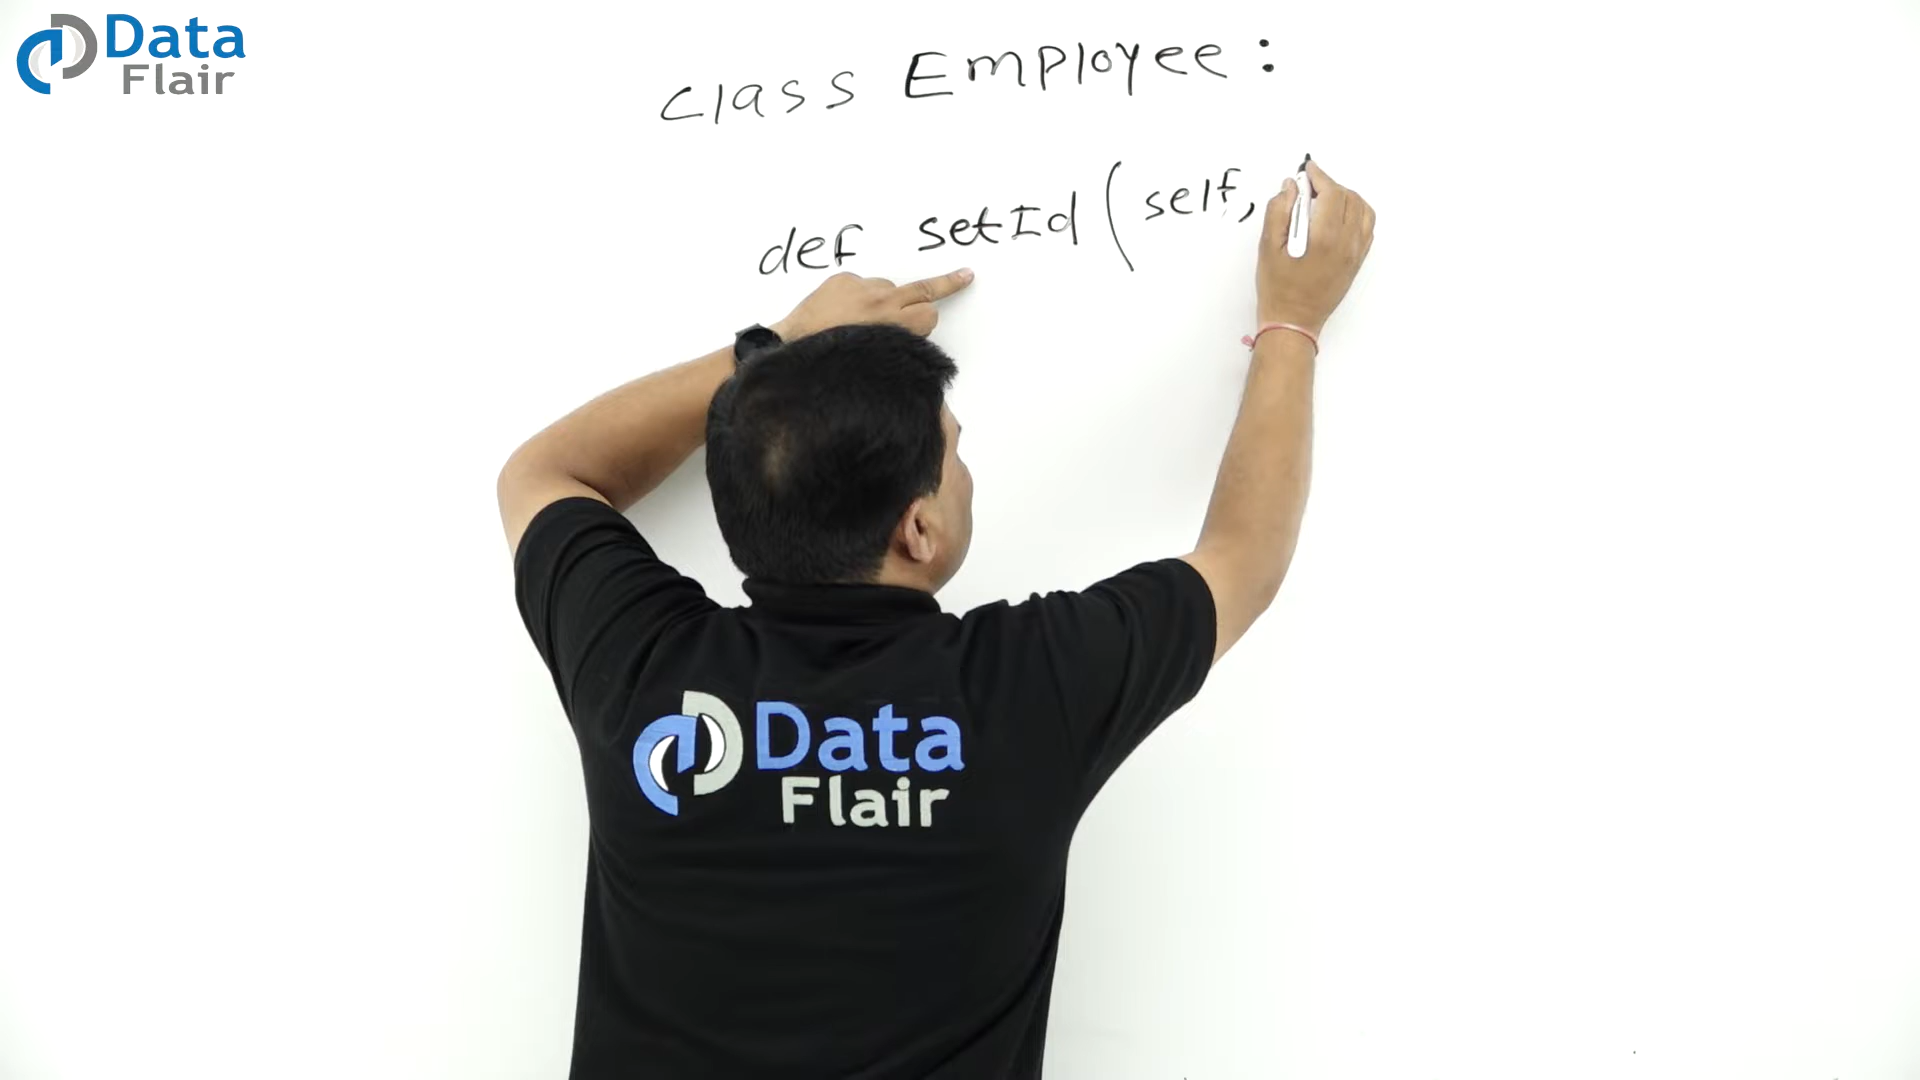 Data
Flair
class Employee:
def setId(self,
Data
Flair